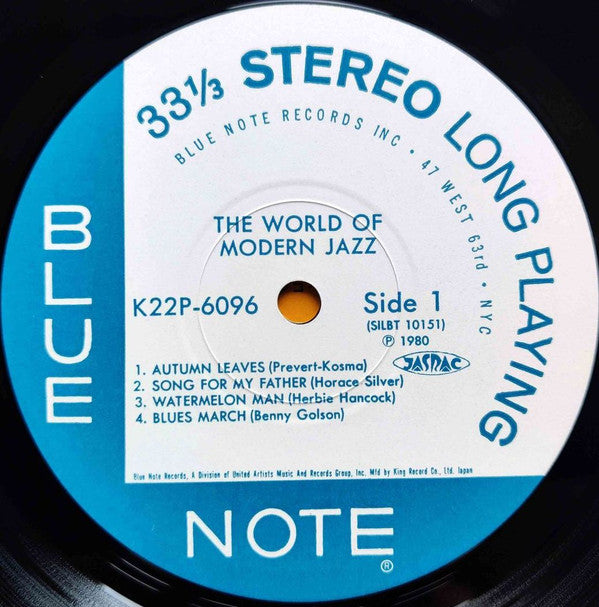 33 1/3 STEREO LONG PLAYING
BLUE NOTE RECORDS INC • 47 WEST 63rd • NYC
BLUE
THE WORLD OF
MODERN JAZZ
K22P-6096
Side 1
(SILBT 10151)
Ⓟ 1980
JASRAC
1. AUTUMN LEAVES (Prevert-Kosma)
2. SONG FOR MY FATHER (Horace Silver)
3. WATERMELON MAN (Herbie Hancock)
4. BLUES MARCH (Benny Golson)
Blue Note Records, A Division of United Artists Music And Records Group, Inc. Mfd by King Record Co., Ltd. Japan
NOTE
®